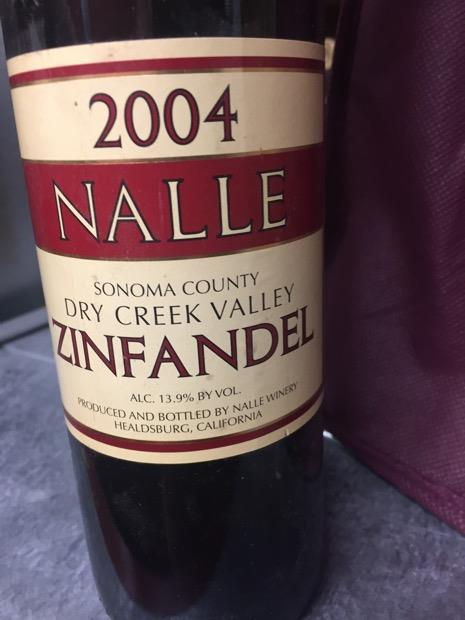 2004
NALLE
SONOMA COUNTY
DRY CREEK VALLEY
ZINFANDEL
ALC. 13.9% BY VOL.
PRODUCED AND BOTTLED BY NALLE WINERY
HEALDSBURG, CALIFORNIA